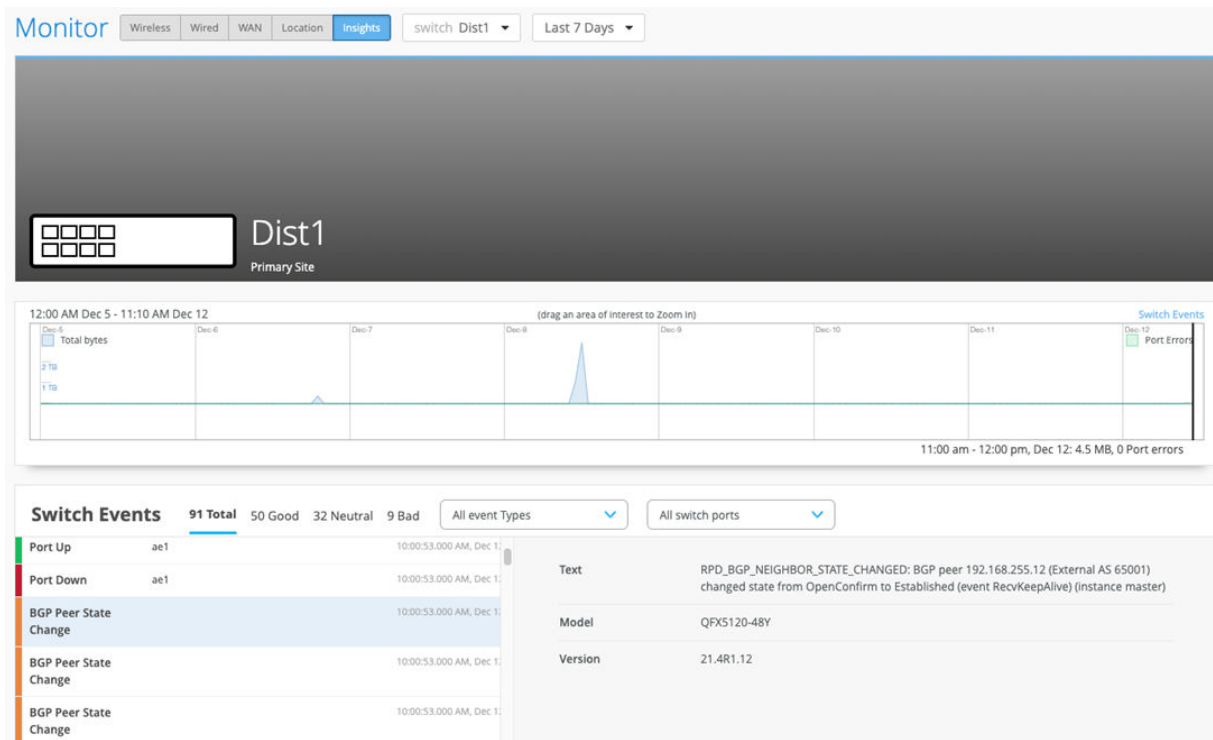 Monitor Wireless Wired WAN Location Insights switch Dist1 Last 7 Days
Dist1
Primary Site
12:00 AM Dec 5 - 11:10 AM Dec 12 (drag an area of interest to Zoom in) Switch Events
Dec-5 Dec-6 Dec-7 Dec-8 Dec-9 Dec-10 Dec-11 Dec-12
Total bytes Port Errors
2 TB
1 TB
11:00 am - 12:00 pm, Dec 12: 4.5 MB, 0 Port errors
Switch Events 91 Total 50 Good 32 Neutral 9 Bad All event Types All switch ports
Port Up ae1 10:00:53.000 AM, Dec 1
Port Down ae1 10:00:53.000 AM, Dec 1
BGP Peer State 10:00:53.000 AM, Dec 1
Change
BGP Peer State 10:00:53.000 AM, Dec 1
Change
BGP Peer State 10:00:53.000 AM, Dec 1
Change
Text RPD_BGP_NEIGHBOR_STATE_CHANGED: BGP peer 192.168.255.12 (External AS 65001)
changed state from OpenConfirm to Established (event RecvKeepAlive) (instance master)
Model QFX5120-48Y
Version 21.4R1.12